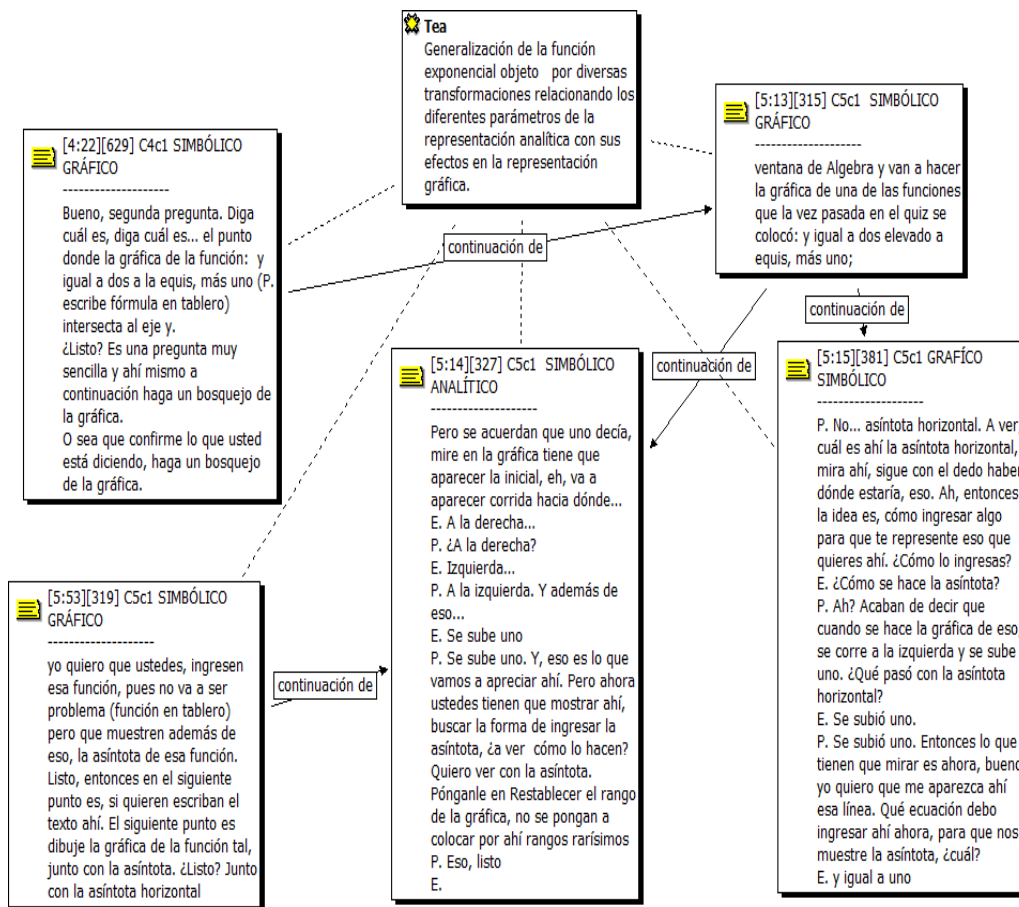 Tea
Generalización de la función
exponencial objeto por diversas
transformaciones relacionando los
diferentes parámetros de la
representación analítica con sus
efectos en la representación
gráfica.
[4:22][629] C4c1 SIMBÓLICO
GRÁFICO
--------------------
Bueno, segunda pregunta. Diga
cuál es, diga cuál es... el punto
donde la gráfica de la función: y
igual a dos a la equis, más uno (P.
escribe fórmula en tablero)
intersecta al eje y.
¿Listo? Es una pregunta muy
sencilla y ahí mismo a
continuación haga un bosquejo de
la gráfica.
O sea que confirme lo que usted
está diciendo, haga un bosquejo
de la gráfica.
continuación de
[5:13][315] C5c1 SIMBÓLICO
GRÁFICO
--------------------
ventana de Algebra y van a hacer
la gráfica de una de las funciones
que la vez pasada en el quiz se
colocó: y igual a dos elevado a
equis, más uno;
continuación de
continuación de
[5:53][319] C5c1 SIMBÓLICO
GRÁFICO
--------------------
yo quiero que ustedes, ingresen
esa función, pues no va a ser
problema (función en tablero)
pero que muestren además de
eso, la asíntota de esa función.
Listo, entonces en el siguiente
punto es, si quieren escriban el
texto ahí. El siguiente punto es
dibuje la gráfica de la función tal,
junto con la asíntota. ¿Listo? Junto
con la asíntota horizontal
continuación de
[5:14][327] C5c1 SIMBÓLICO
ANALÍTICO
--------------------
Pero se acuerdan que uno decía,
mire en la gráfica tiene que
aparecer la inicial, eh, va a
aparecer corrida hacia dónde...
E. A la derecha...
P. ¿A la derecha?
E. Izquierda...
P. A la izquierda. Y además de
eso...
E. Se sube uno
P. Se sube uno. Y, eso es lo que
vamos a apreciar ahí. Pero ahora
ustedes tienen que mostrar ahí,
buscar la forma de ingresar la
asíntota, ¿a ver cómo lo hacen?
Quiero ver con la asíntota.
Pónganle en Restablecer el rango
de la gráfica, no se pongan a
colocar por ahí rangos rarísimos
P. Eso, listo
E.
[5:15][381] C5c1 GRAFÍCO
SIMBÓLICO
--------------------
P. No... asíntota horizontal. A ver,
cuál es ahí la asíntota horizontal,
mira ahí, sigue con el dedo haber
dónde estaría, eso. Ah, entonces
la idea es, cómo ingresar algo
para que te represente eso que
quieres ahí. ¿Cómo lo ingresas?
E. ¿Cómo se hace la asíntota?
P. Ah? Acaban de decir que
cuando se hace la gráfica de eso,
se corre a la izquierda y se sube
uno. ¿Qué pasó con la asíntota
horizontal?
E. Se subió uno.
P. Se subió uno. Entonces lo que
tienen que mirar es ahora, bueno
yo quiero que me aparezca ahí
esa línea. Qué ecuación debo
ingresar ahí ahora, para que nos
muestre la asíntota, ¿cuál?
E. y igual a uno